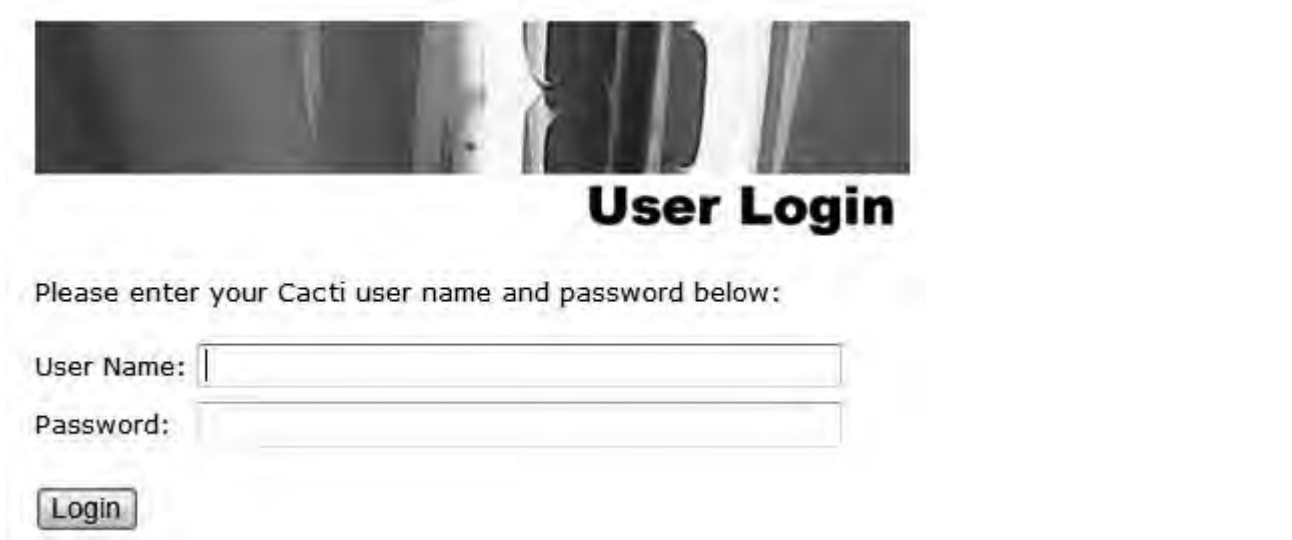 User Login
Please enter your Cacti user name and password below:
User Name:
Password:
Login